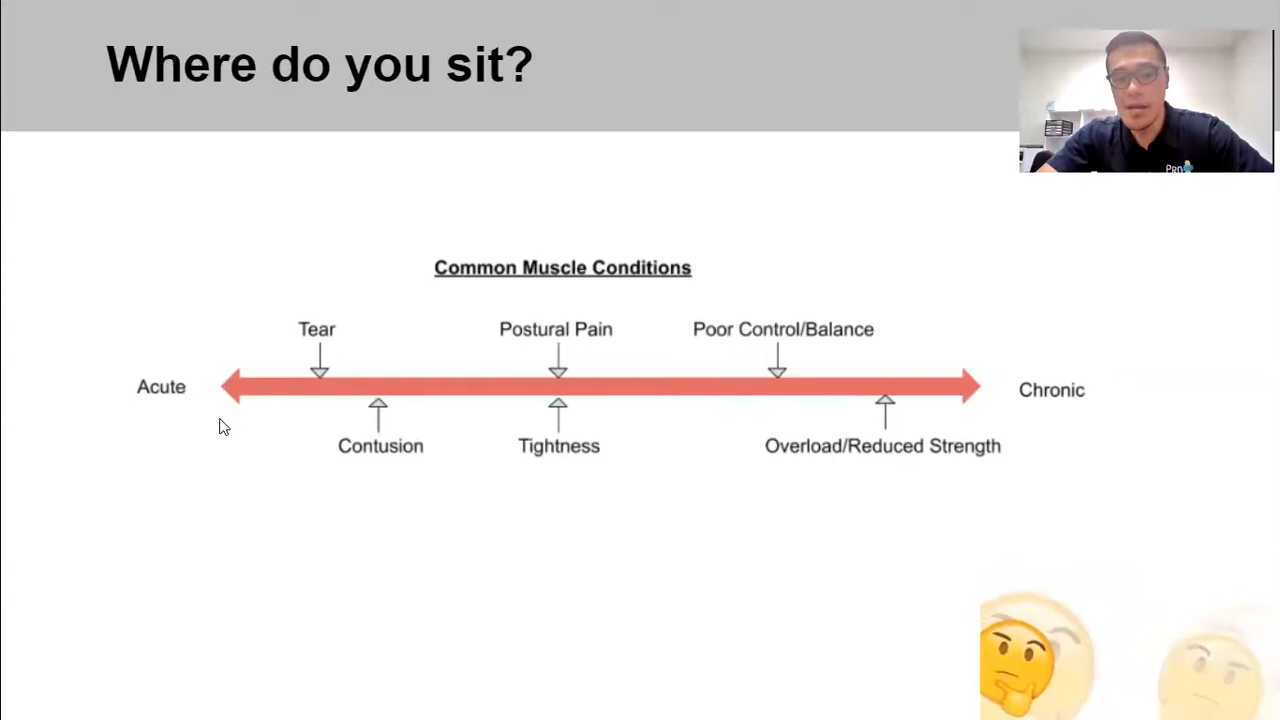 Where do you sit?
PRO
Common Muscle Conditions
Tear
Postural Pain
Poor Control/Balance
Acute
Chronic
Contusion
Tightness
Overload/Reduced Strength